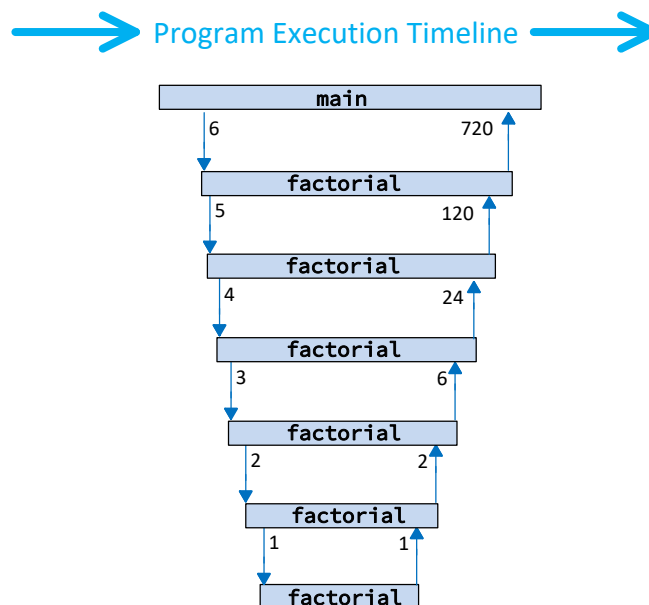 Program Execution Timeline
main
6 720
factorial
5 120
factorial
4 24
factorial
3 6
factorial
2 2
factorial
1 1
factorial